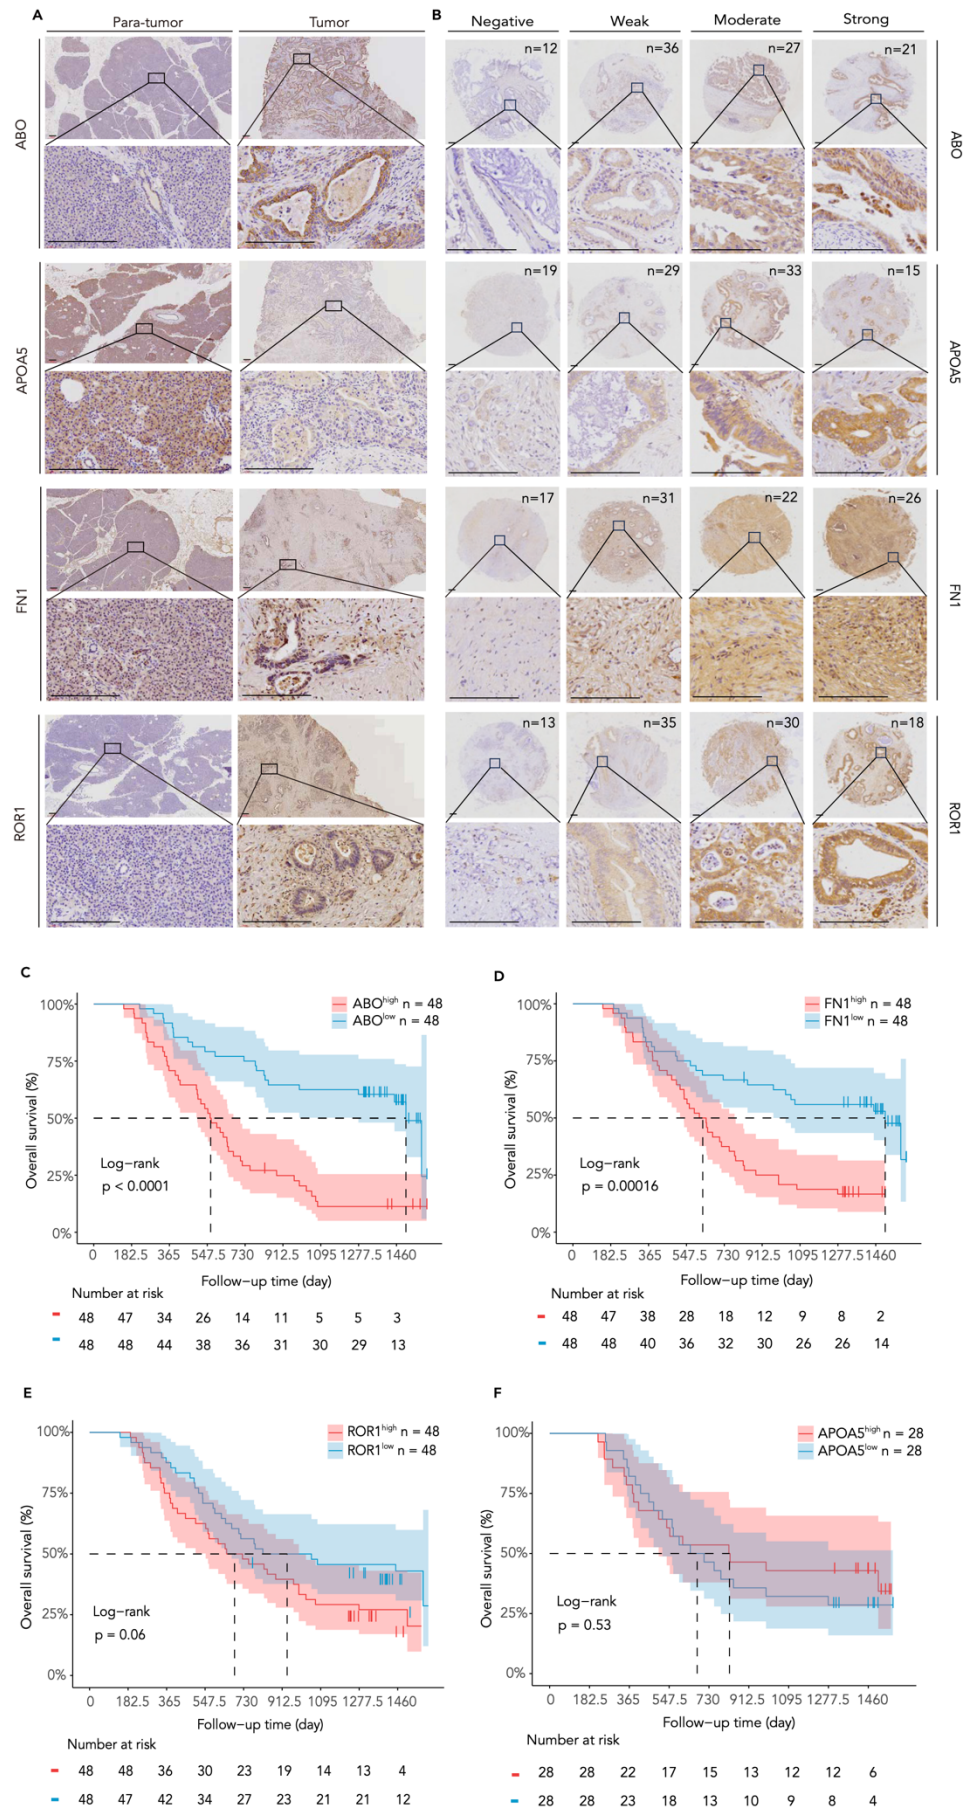 A
Para-tumor
Tumor
B
Negative
Weak
Moderate
Strong
ABO
n=12
n=36
n=27
n=21
ABO
APOA5
n=19
n=29
n=33
n=15
APOA5
FN1
n=17
n=31
n=22
n=26
FN1
ROR1
n=13
n=35
n=30
n=18
ROR1
C
100%
75%
50%
25%
0%
Overall survival (%)
ABOhigh n = 48
ABOlow n = 48
Log−rank
p < 0.0001
0 182.5 365 547.5 730 912.5 1095 1277.5 1460
Follow−up time (day)
Number at risk
48 47 34 26 14 11 5 5 3
48 48 44 38 36 31 30 29 13
D
100%
75%
50%
25%
0%
Overall survival (%)
FN1high n = 48
FN1low n = 48
Log−rank
p = 0.00016
0 182.5 365 547.5 730 912.5 1095 1277.5 1460
Follow−up time (day)
Number at risk
48 47 38 28 18 12 9 8 2
48 48 40 36 32 30 26 26 14
E
100%
75%
50%
25%
0%
Overall survival (%)
ROR1high n = 48
ROR1low n = 48
Log−rank
p = 0.06
0 182.5 365 547.5 730 912.5 1095 1277.5 1460
Follow−up time (day)
Number at risk
48 48 36 30 23 19 14 13 4
48 47 42 34 27 23 21 21 12
F
100%
75%
50%
25%
0%
Overall survival (%)
APOA5high n = 28
APOA5low n = 28
Log−rank
p = 0.53
0 182.5 365 547.5 730 912.5 1095 1277.5 1460
Follow−up time (day)
Number at risk
28 28 22 17 15 13 12 12 6
28 28 23 18 13 10 9 8 4